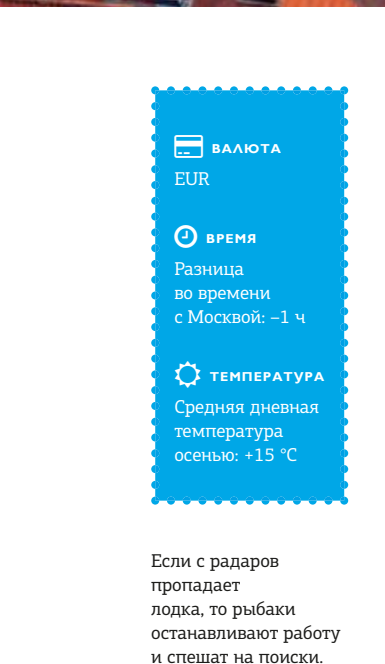 ВАЛЮТА
EUR
ВРЕМЯ
Разница
во времени
с Москвой: –1 ч
ТЕМПЕРАТУРА
Средняя дневная
температура
осенью: +15 °C
Если с радаров
пропадает
лодка, то рыбаки
останавливают работу
и спешат на поиски.